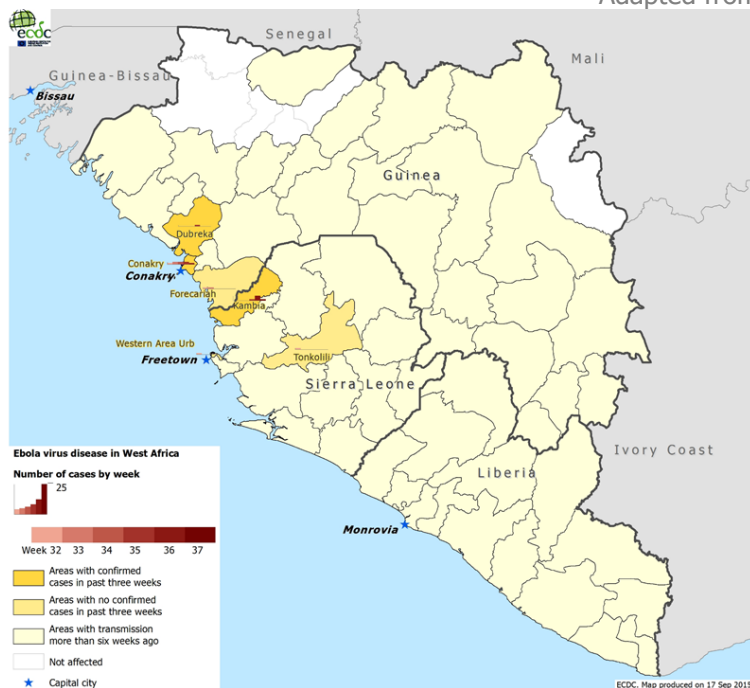 Adapted from
ecdc
Senegal
Mali
Guinea-Bissau
Bissau
Guinea
Dubreka
Conakry
Conakry
Forecariah
Kambia
Western Area Urb
Freetown
Tonkolili
Sierra Leone
Ivory Coast
Liberia
Monrovia
Ebola virus disease in West Africa
Number of cases by week
25
Week 32 33 34 35 36 37
Areas with confirmed
cases in past three weeks
Areas with no confirmed
cases in past three weeks
Areas with transmission
more than six weeks ago
Not affected
Capital city
ECDC. Map produced on 17 Sep 2015